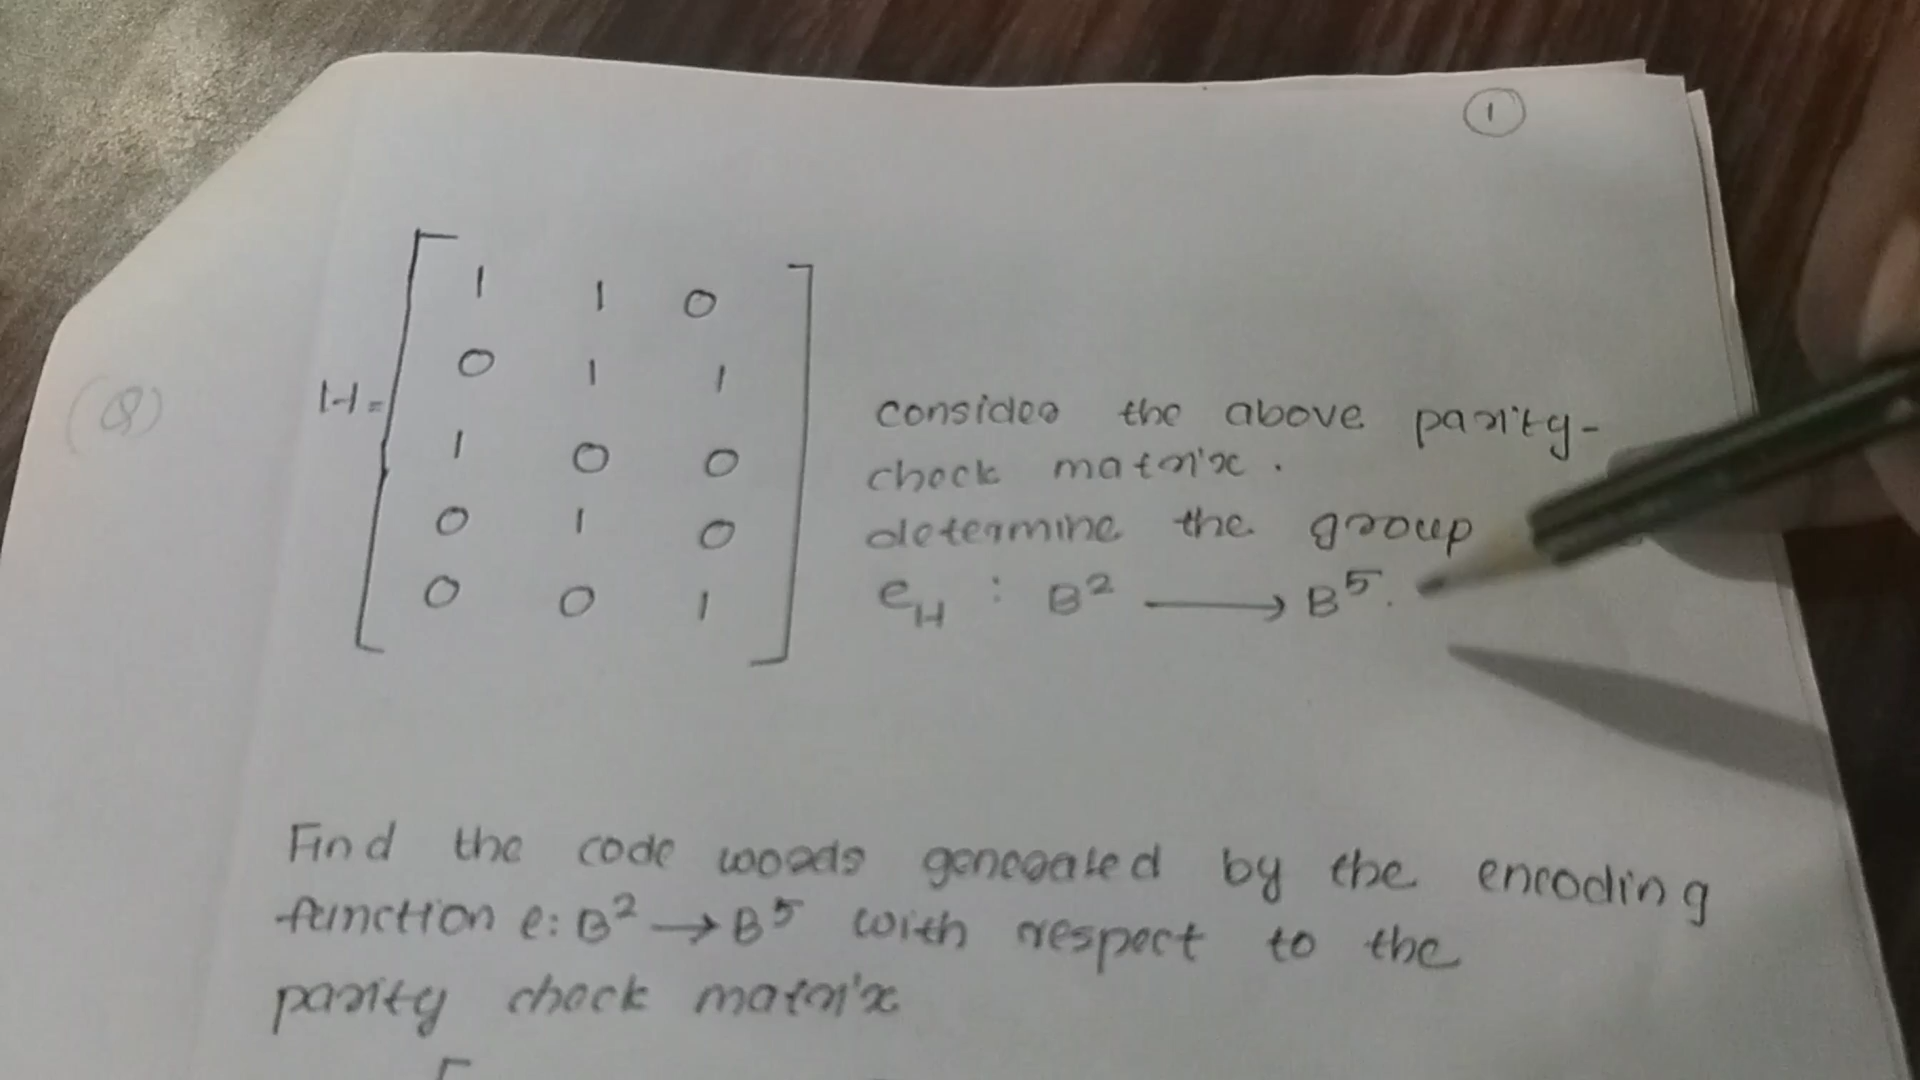 1
(Q)
H =
1 1 0
0 1 1
1 0 0
0 1 0
0 0 1
consider the above parity-
check matrix.
determine the group
e_H : B² → B⁵.
Find the code words generated by the encoding
function e: B² → B⁵ with respect to the
parity check matrix